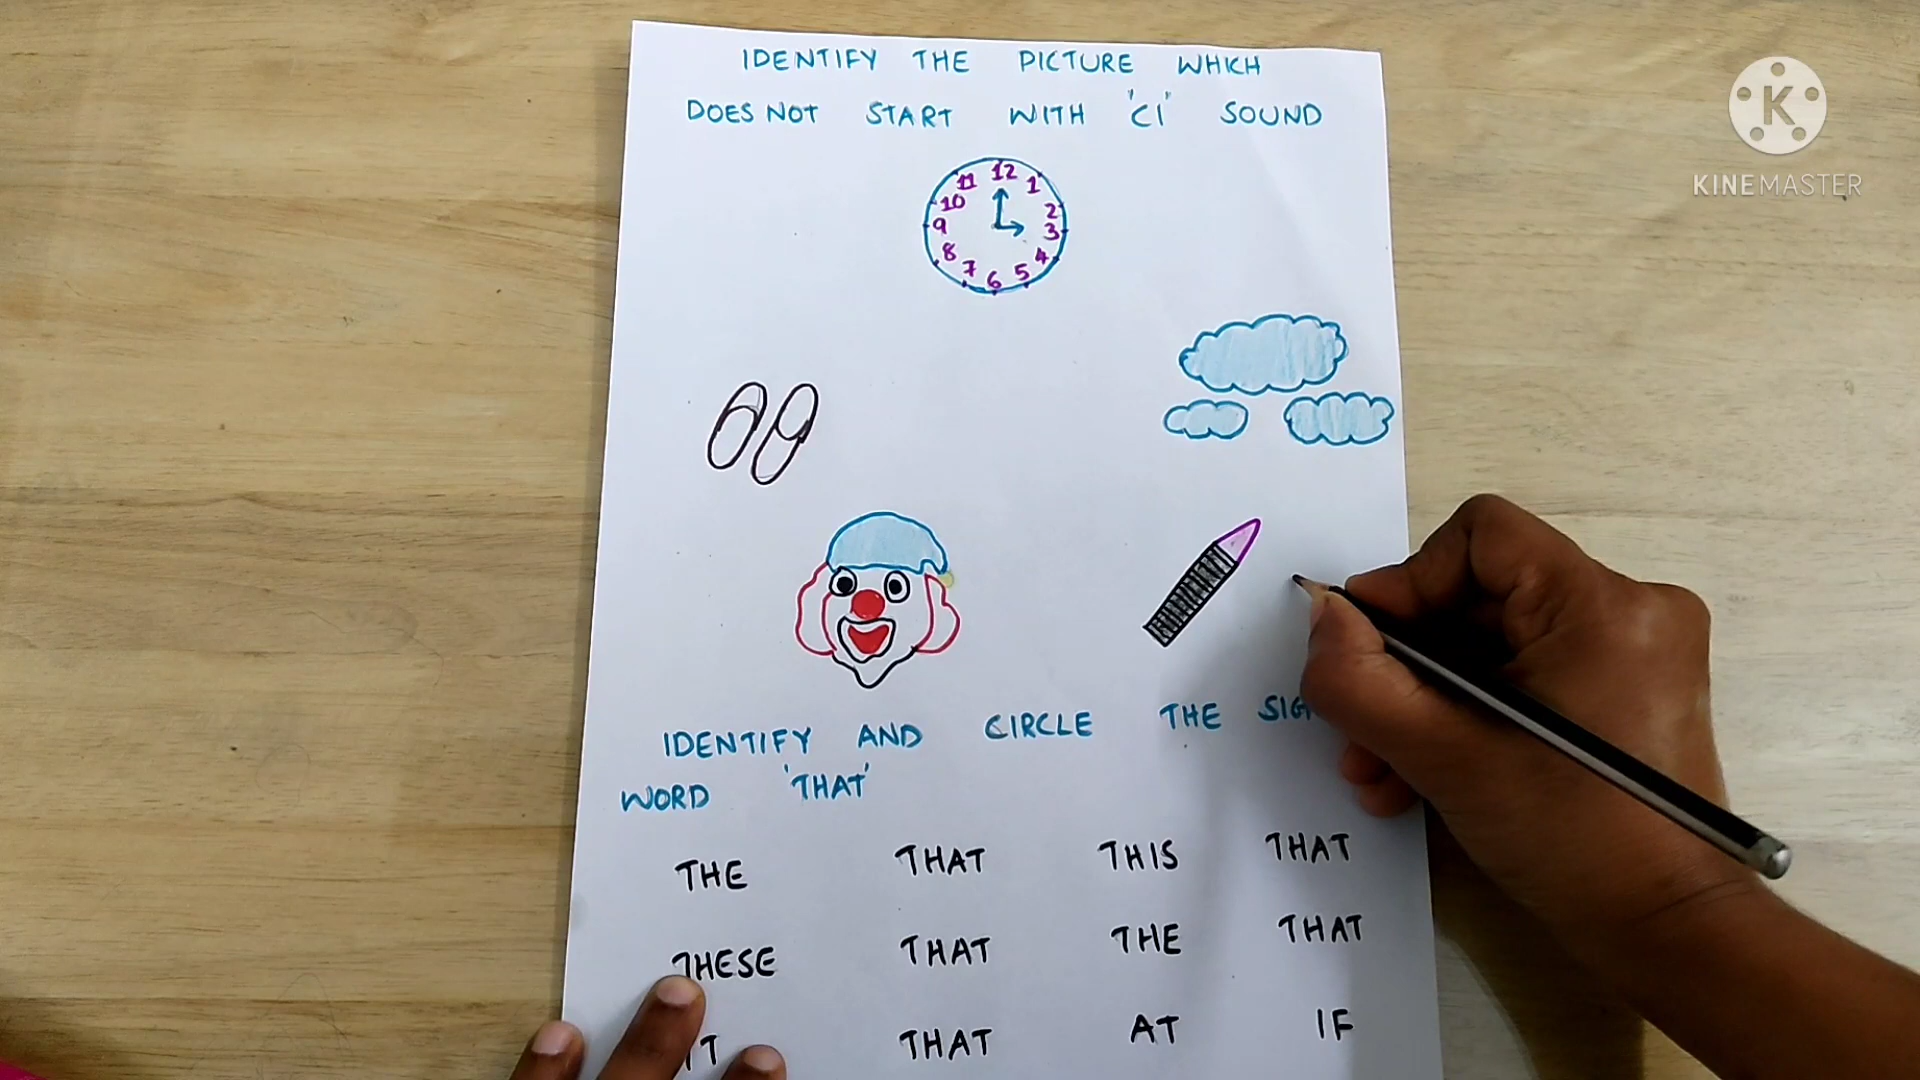 IDENTIFY THE PICTURE WHICH
DOES NOT START WITH 'Cl' SOUND
12
11 1
10 2
9 3
8 4
7 5
6
IDENTIFY AND CIRCLE THE
WORD 'THAT'
THE THAT THIS THAT
THESE THAT THE THAT
IT THAT AT IF
K
KINEMASTER